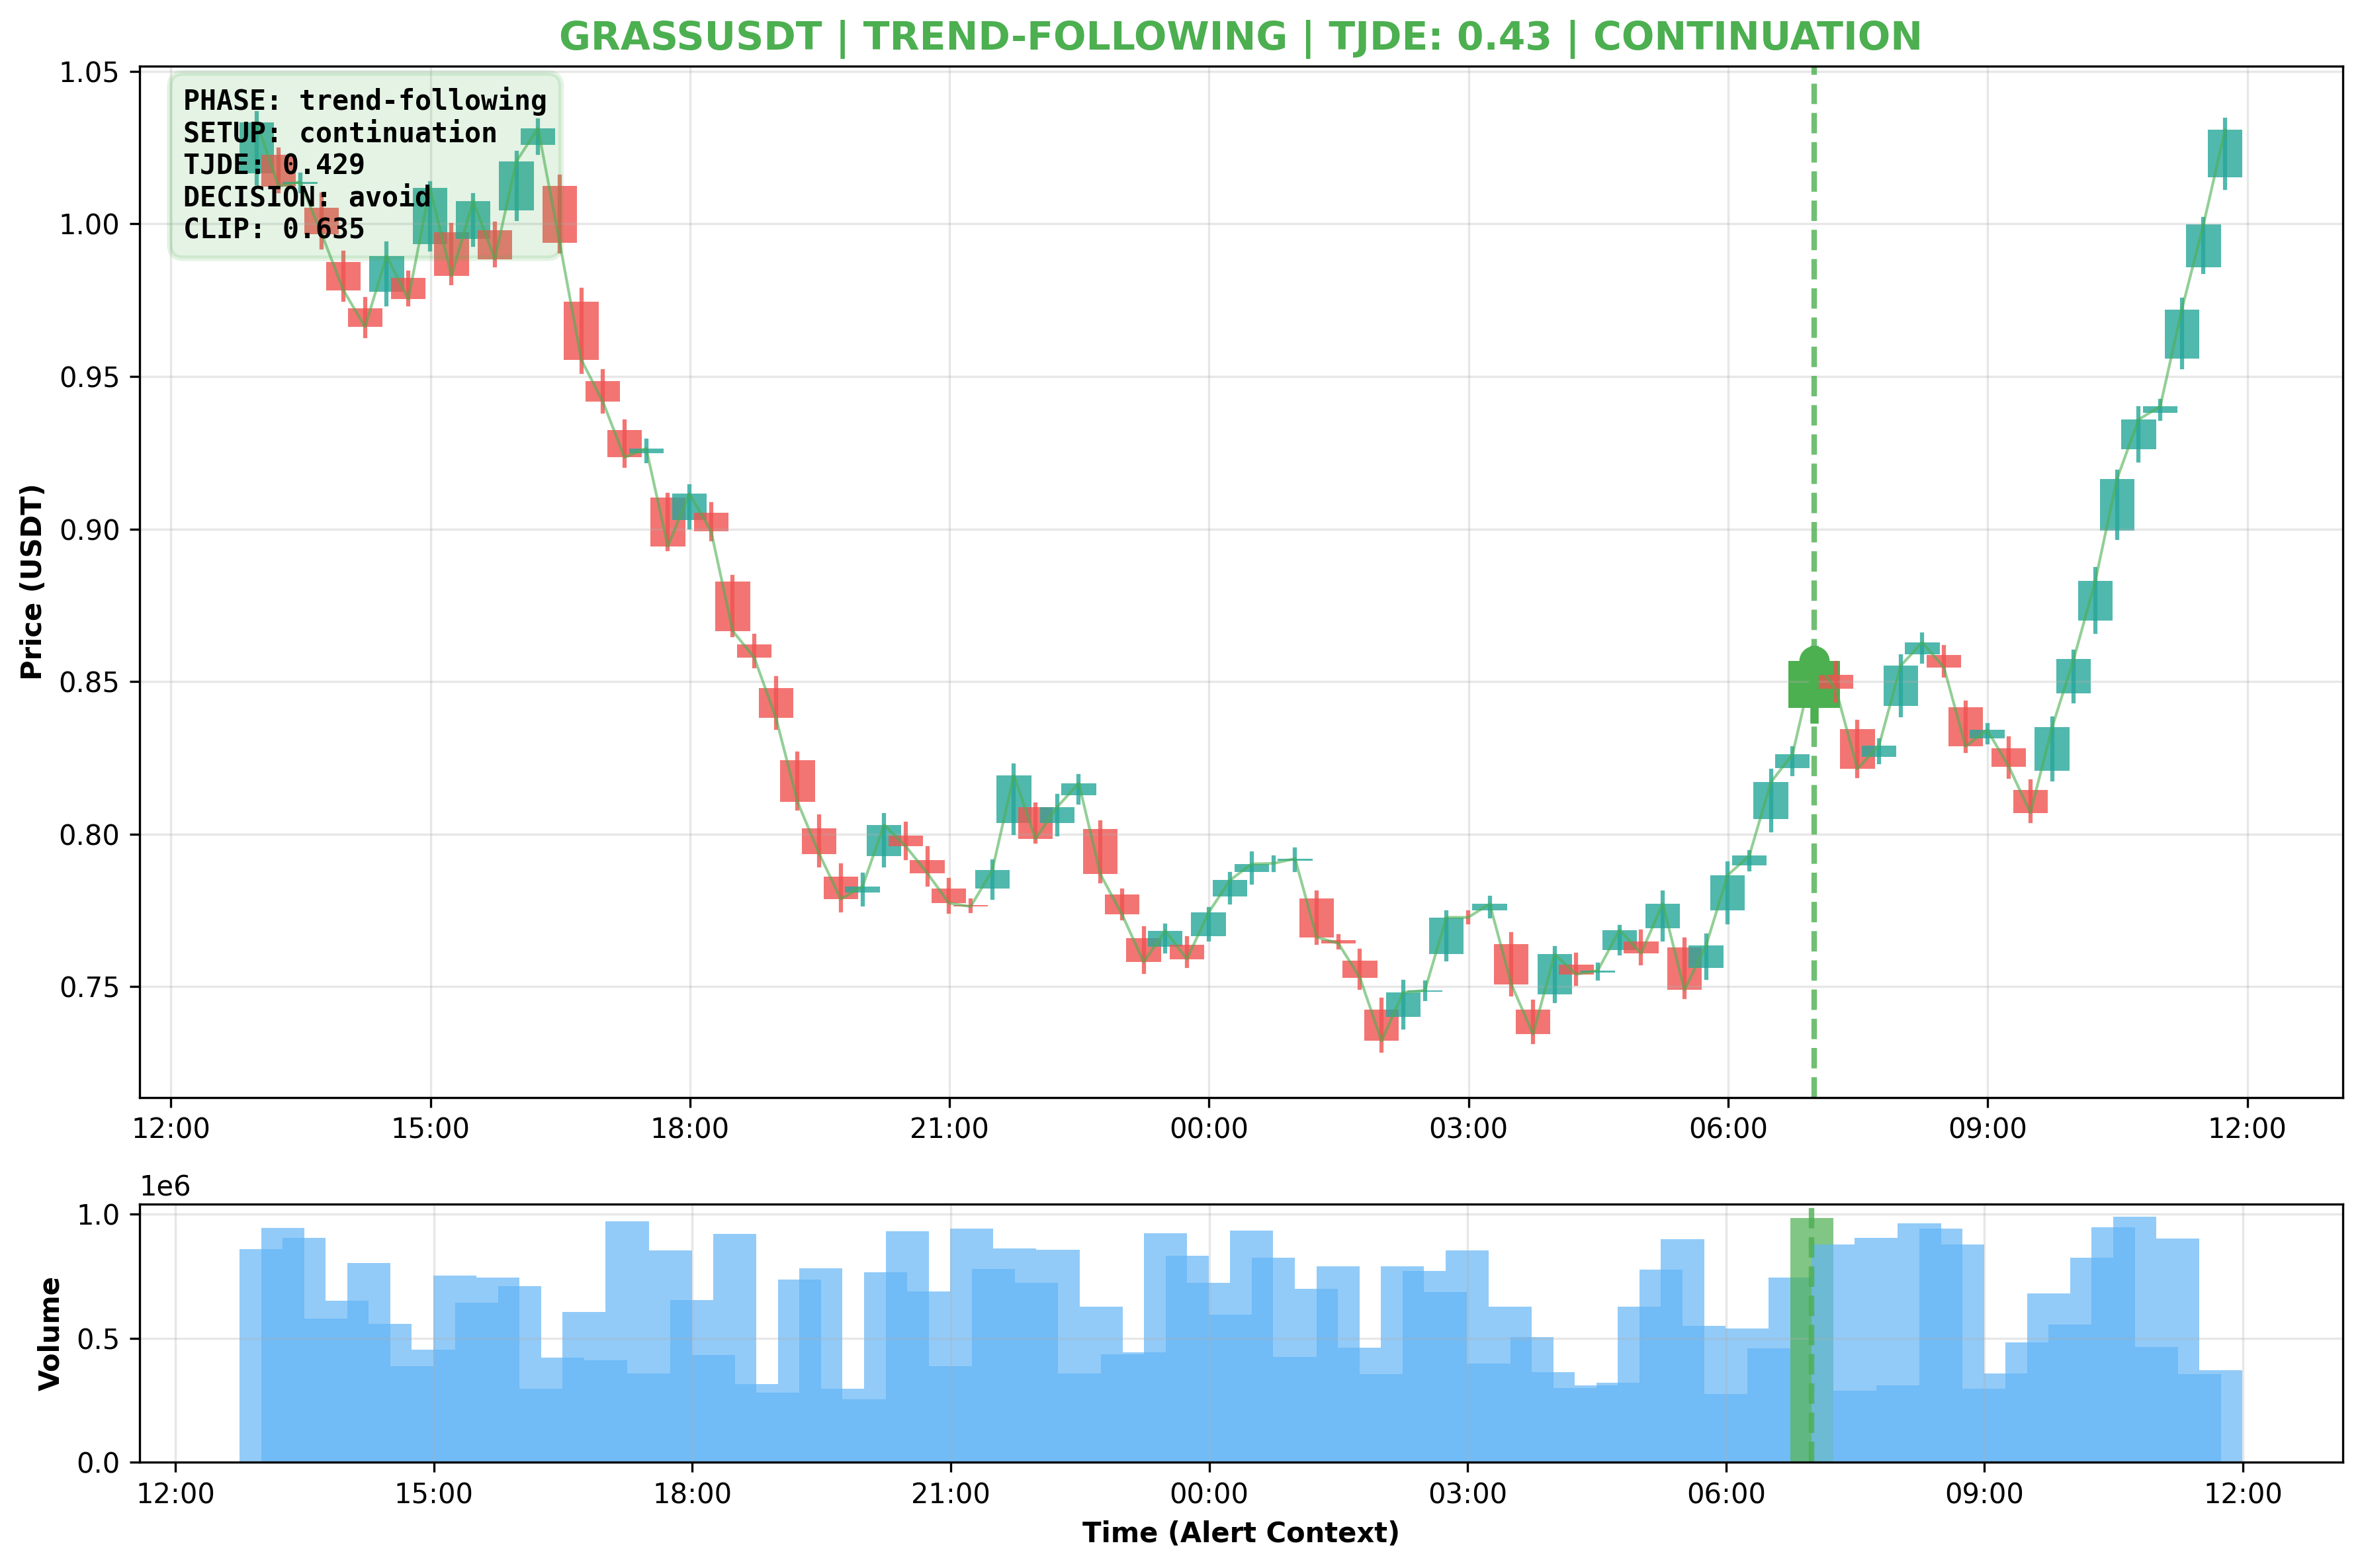 GRASSUSDT | TREND-FOLLOWING | TJDE: 0.43 | CONTINUATION
PHASE: trend-following
SETUP: continuation
TJDE: 0.429
DECISION: avoid
CLIP: 0.635
Price (USDT)
1.05
1.00
0.95
0.90
0.85
0.80
0.75
12:00 15:00 18:00 21:00 00:00 03:00 06:00 09:00 12:00
1e6
Volume
1.0
0.5
0.0
12:00 15:00 18:00 21:00 00:00 03:00 06:00 09:00 12:00
Time (Alert Context)